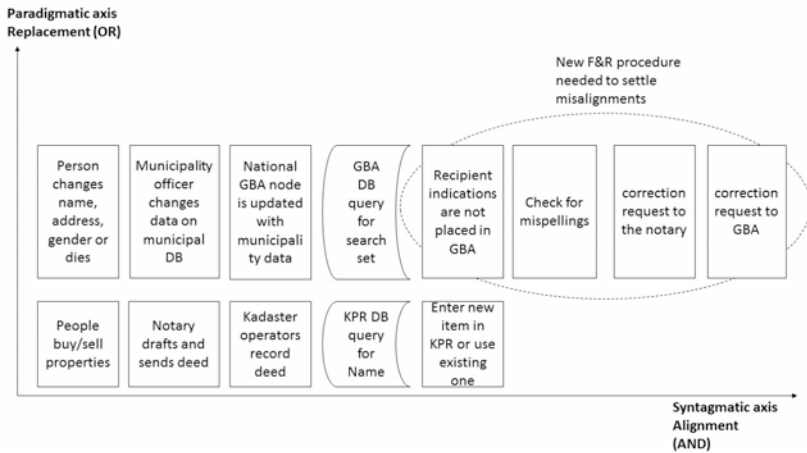 Paradigmatic axis
Replacement (OR)
New F&R procedure
needed to settle
misalignments
Person
changes
name,
address,
gender or
dies
Municipality
officer
changes
data on
municipal
DB
National
GBA node
is updated
with
municipali
ty data
GBA
DB
query
for
search
set
Recipient
indications
are not
placed in
GBA
Check for
mispellings
correction
request to
the notary
correction
request to
GBA
People
buy/sell
properties
Notary
drafts and
sends deed
Kadaster
operators
record
deed
KPR DB
query
for
Name
Enter new
item in
KPR or use
existing
one
Syntagmatic axis
Alignment
(AND)